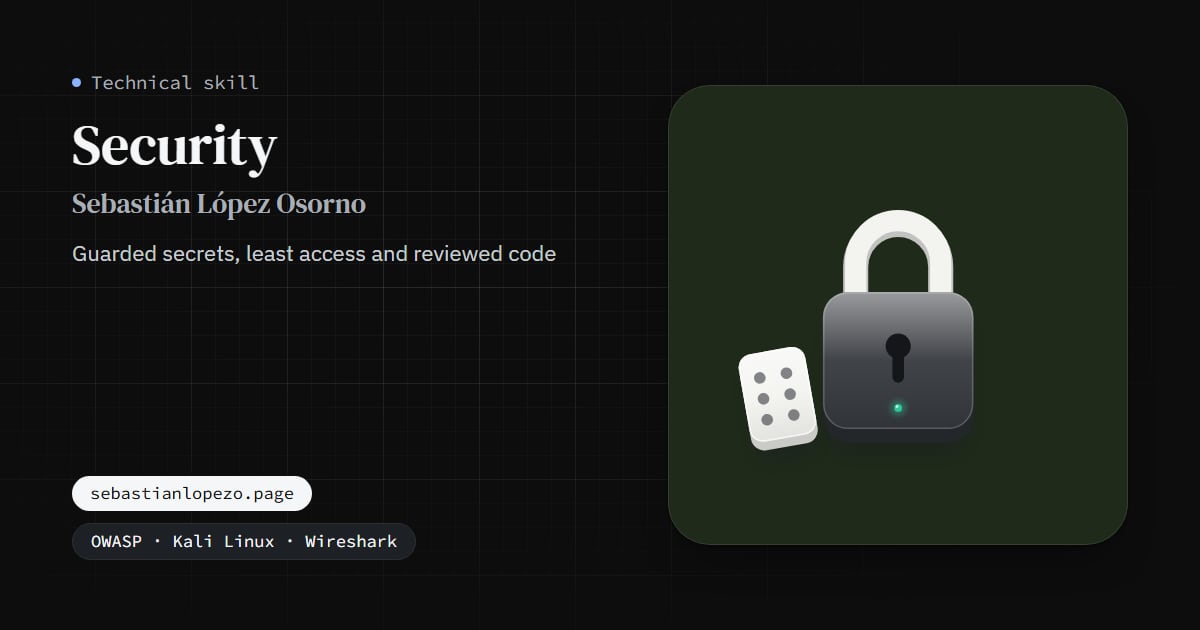 Technical skill
Security
Sebastián López Osorno
Guarded secrets, least access and reviewed code
sebastianlopezo.page
OWASP · Kali Linux · Wireshark